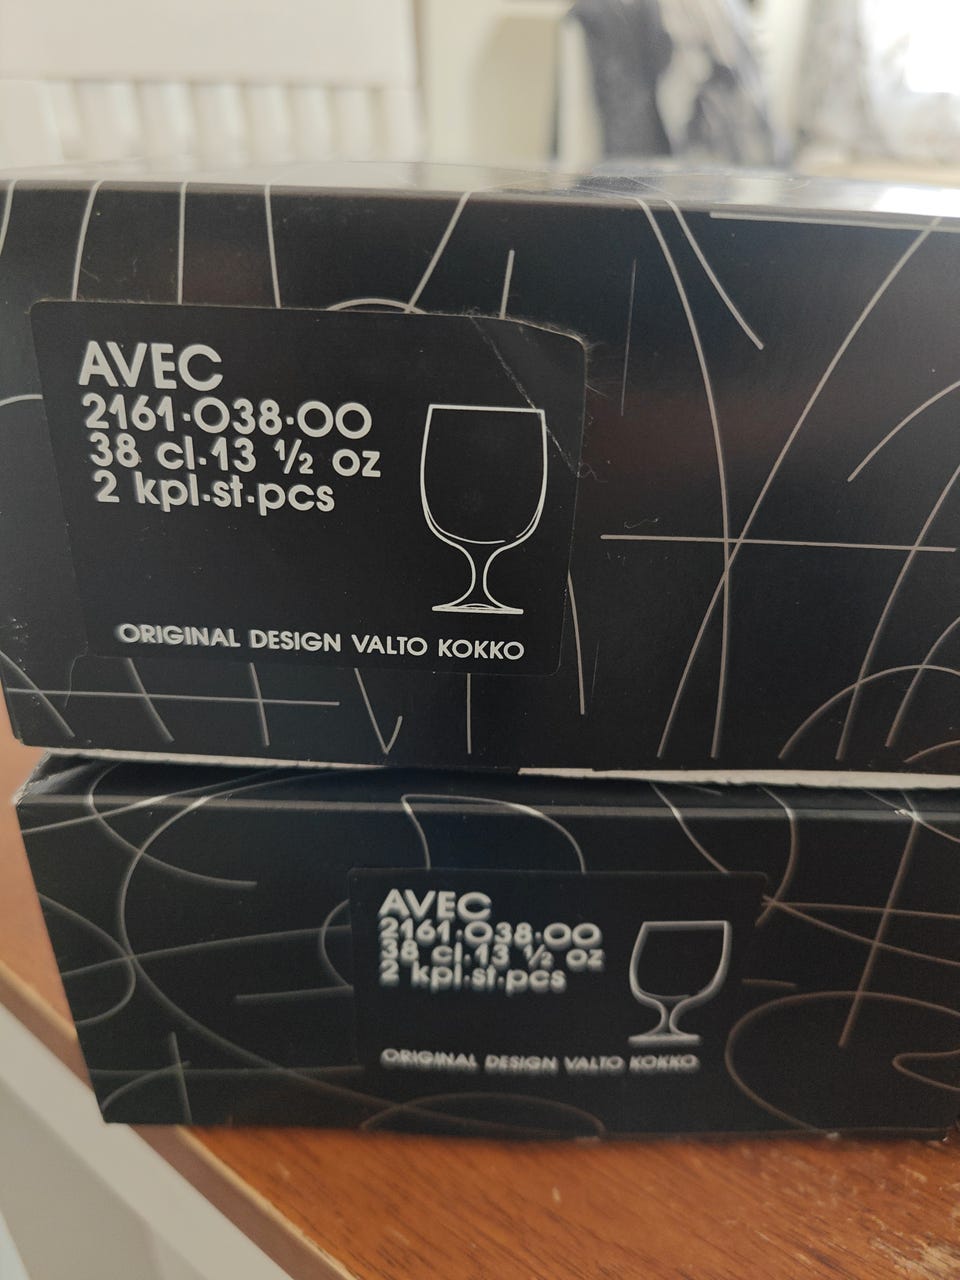 AVEC
2161·038·00
38 cl·13 ½ oz
2 kpl·st·pcs
ORIGINAL DESIGN VALTO KOKKO
AVEC
2161·038·00
38 cl·13 ½ oz
2 kpl·st·pcs
ORIGINAL DESIGN VALTO KOKKO